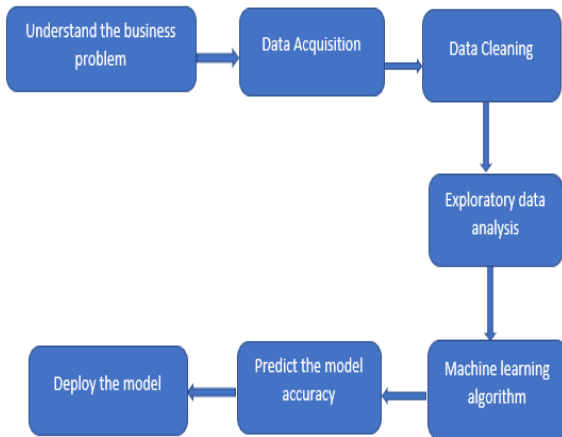 Understand the business
problem
Data Acquisition
Data Cleaning
Exploratory data
analysis
Machine learning
algorithm
Predict the model
accuracy
Deploy the model